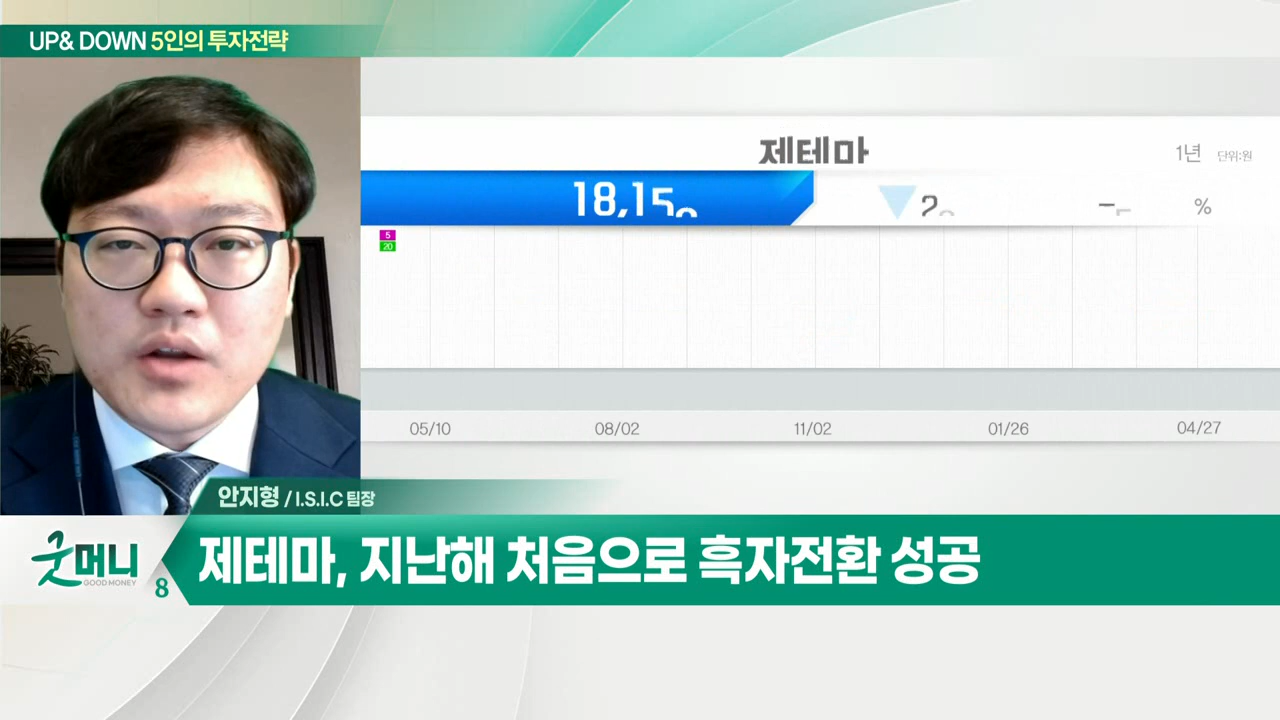 UP& DOWN 5인의 투자전략
제테마
1년 단위:원
%
5
20
05/10 08/02 11/02 01/26 04/27
안지형 / I.S.I.C 팀장
굿머니
GOOD MONEY
8
제테마, 지난해 처음으로 흑자전환 성공